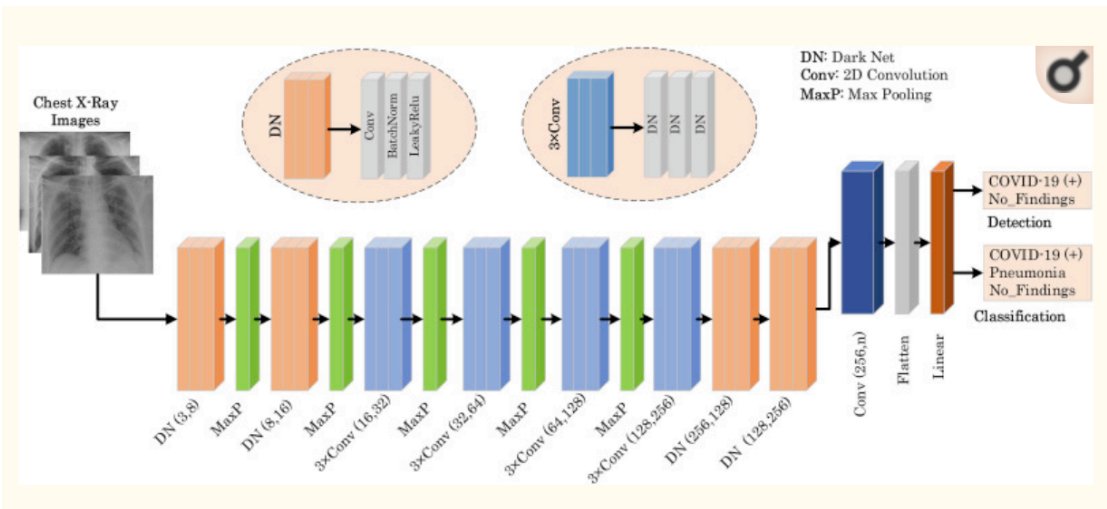 Chest X-Ray
Images
DN
Conv
BatchNorm
LeakyRelu
3×Conv
DN
DN
DN
DN: Dark Net
Conv: 2D Convolution
MaxP: Max Pooling
COVID-19 (+)
No_Findings
Detection
COVID-19 (+)
Pneumonia
No_Findings
Classification
DN (3,8)
MaxP
DN (8,16)
MaxP
3×Conv (16,32)
MaxP
3×Conv (32,64)
MaxP
3×Conv (64,128)
MaxP
3×Conv (128,256)
DN (256,128)
DN (128,256)
Conv (256,n)
Flatten
Linear